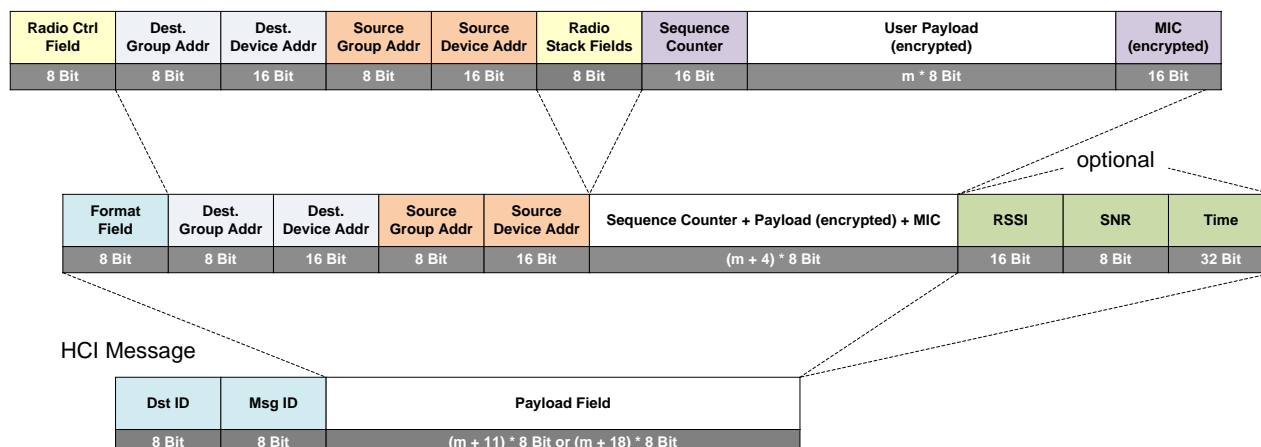 Radio Ctrl Field
Dest. Group Addr
Dest. Device Addr
Source Group Addr
Source Device Addr
Radio Stack Fields
Sequence Counter
User Payload (encrypted)
MIC (encrypted)
8 Bit
8 Bit
16 Bit
8 Bit
16 Bit
8 Bit
16 Bit
m * 8 Bit
16 Bit
optional
Format Field
Dest. Group Addr
Dest. Device Addr
Source Group Addr
Source Device Addr
Sequence Counter + Payload (encrypted) + MIC
RSSI
SNR
Time
8 Bit
8 Bit
16 Bit
8 Bit
16 Bit
(m + 4) * 8 Bit
16 Bit
8 Bit
32 Bit
HCI Message
Dst ID
Msg ID
Payload Field
8 Bit
8 Bit
(m + 11) * 8 Bit or (m + 18) * 8 Bit